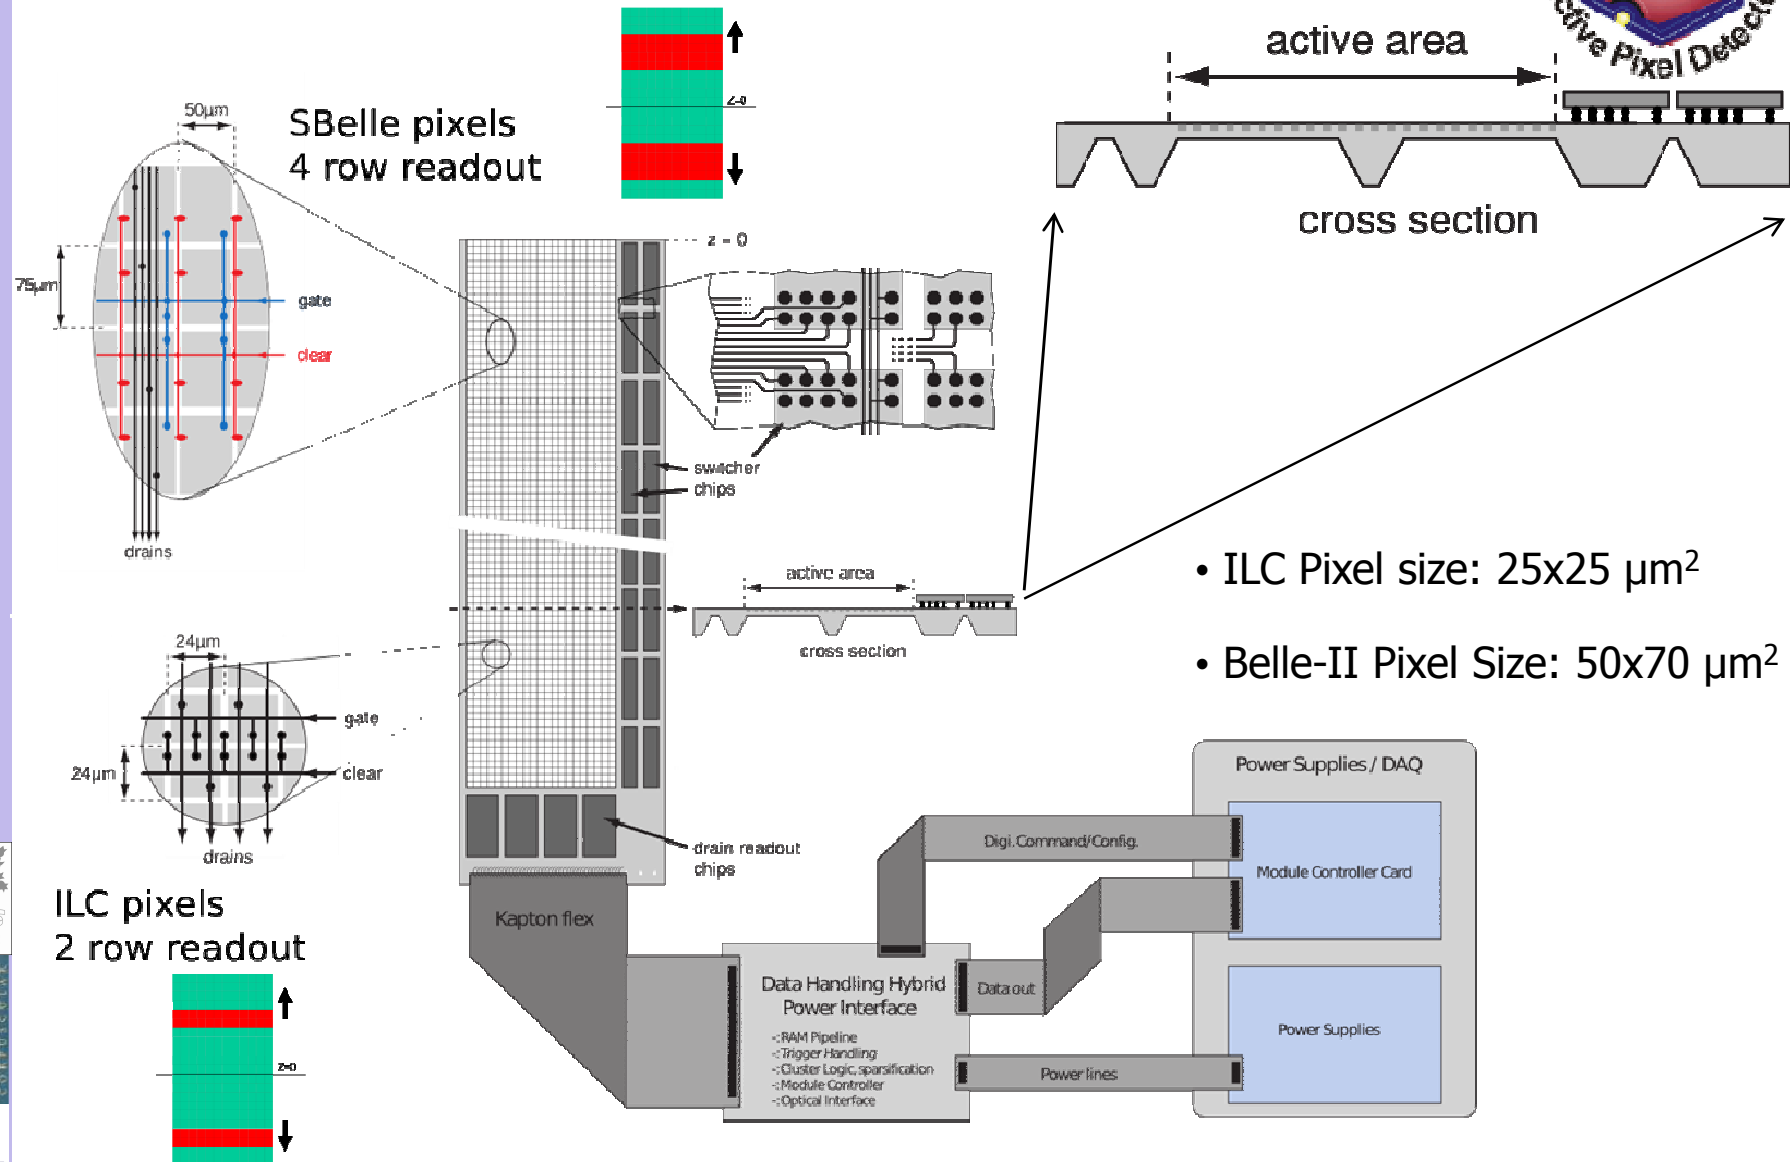 active area
ctive Pixel Detect
50μm
SBelle pixels
4 row readout
z=0
cross section
z = 0
75μm
gate
clear
switcher
chips
drains
active area
• ILC Pixel size: 25x25 μm²
cross section
• Belle-II Pixel Size: 50x70 μm²
24μm
gate
24μm
clear
drains
drain readout
chips
Power Supplies / DAQ
Digi. Command/Config.
Module Controller Card
ILC pixels
2 row readout
Kapton flex
Data Handling Hybrid
Power Interface
Data out
-:RAM Pipeline
-:Trigger Handling
-:Cluster Logic, sparsification
-:Module Controller
-:Optical Interface
Power Supplies
Power lines
z=0